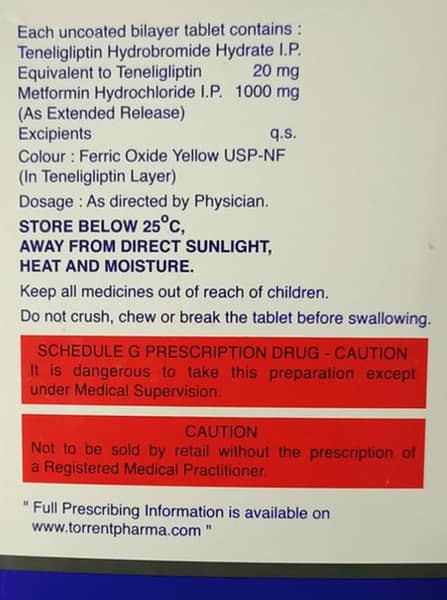 Each uncoated bilayer tablet contains :
Teneligliptin Hydrobromide Hydrate I.P.
Equivalent to Teneligliptin 20 mg
Metformin Hydrochloride I.P. 1000 mg
(As Extended Release)
Excipients q.s.
Colour : Ferric Oxide Yellow USP-NF
(In Teneligliptin Layer)
Dosage : As directed by Physician.
STORE BELOW 25°C,
AWAY FROM DIRECT SUNLIGHT,
HEAT AND MOISTURE.
Keep all medicines out of reach of children.
Do not crush, chew or break the tablet before swallowing.
SCHEDULE G PRESCRIPTION DRUG - CAUTION
It is dangerous to take this preparation except
under Medical Supervision.
CAUTION
Not to be sold by retail without the prescription of
a Registered Medical Practitioner.
" Full Prescribing Information is available on
www.torrentpharma.com "